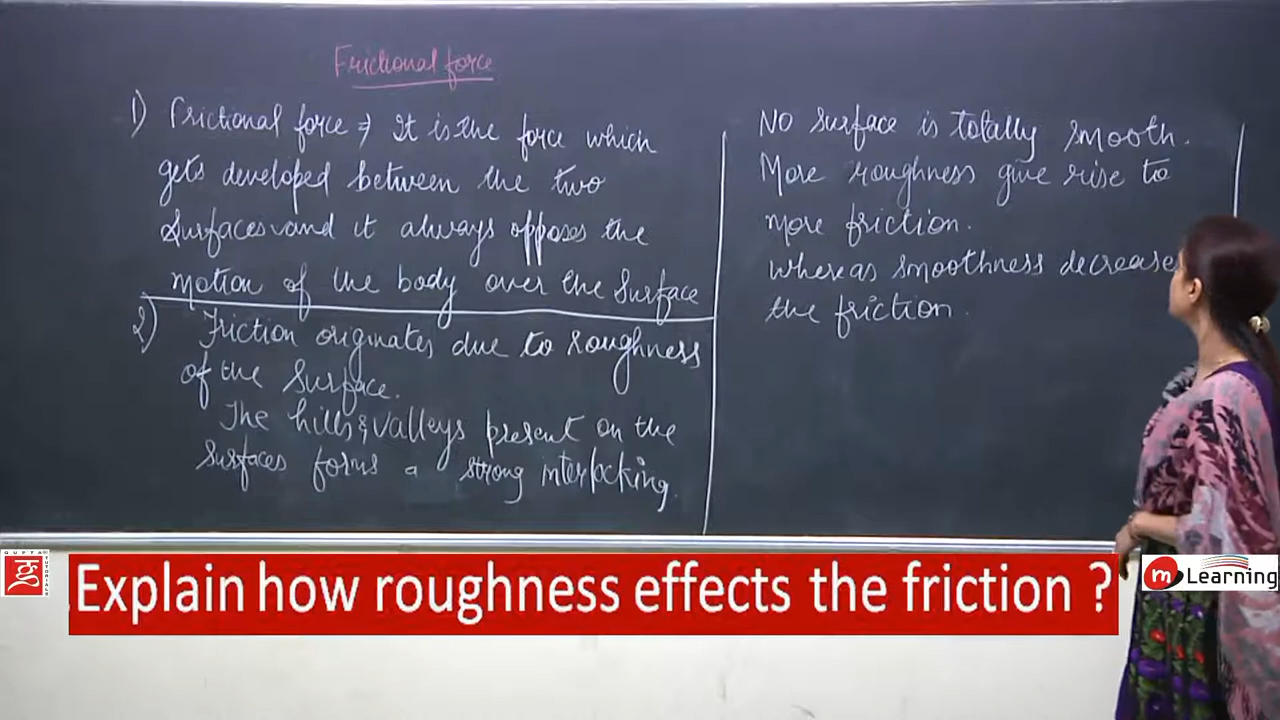 Frictional force
1) Frictional force ⇒ It is the force which
gets developed between the two
surfaces and it always opposes the
motion of the body over the surface
2) Friction originates due to roughness
of the surface.
The hills & valleys present on the
surfaces forms a strong interlocking.
No surface is totally smooth.
More roughness give rise to
more friction.
whereas smoothness decreases
the friction.
Explain how roughness effects the friction ?
GUPTA
TUTORIALS
m Learning